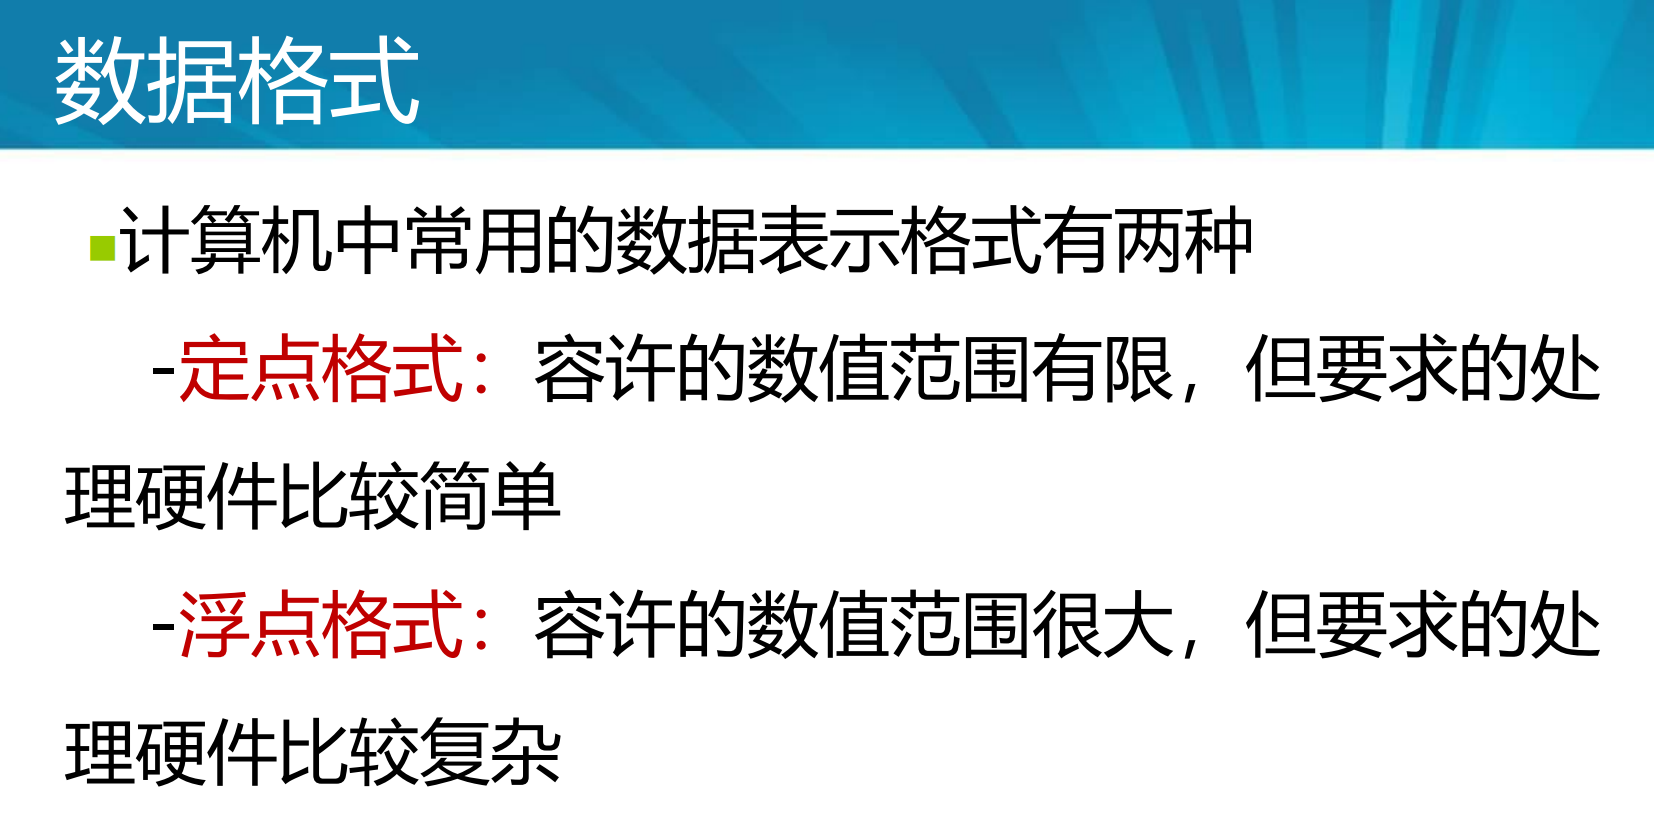 数据格式
▪计算机中常用的数据表示格式有两种
-定点格式：容许的数值范围有限，但要求的处
理硬件比较简单
-浮点格式：容许的数值范围很大，但要求的处
理硬件比较复杂